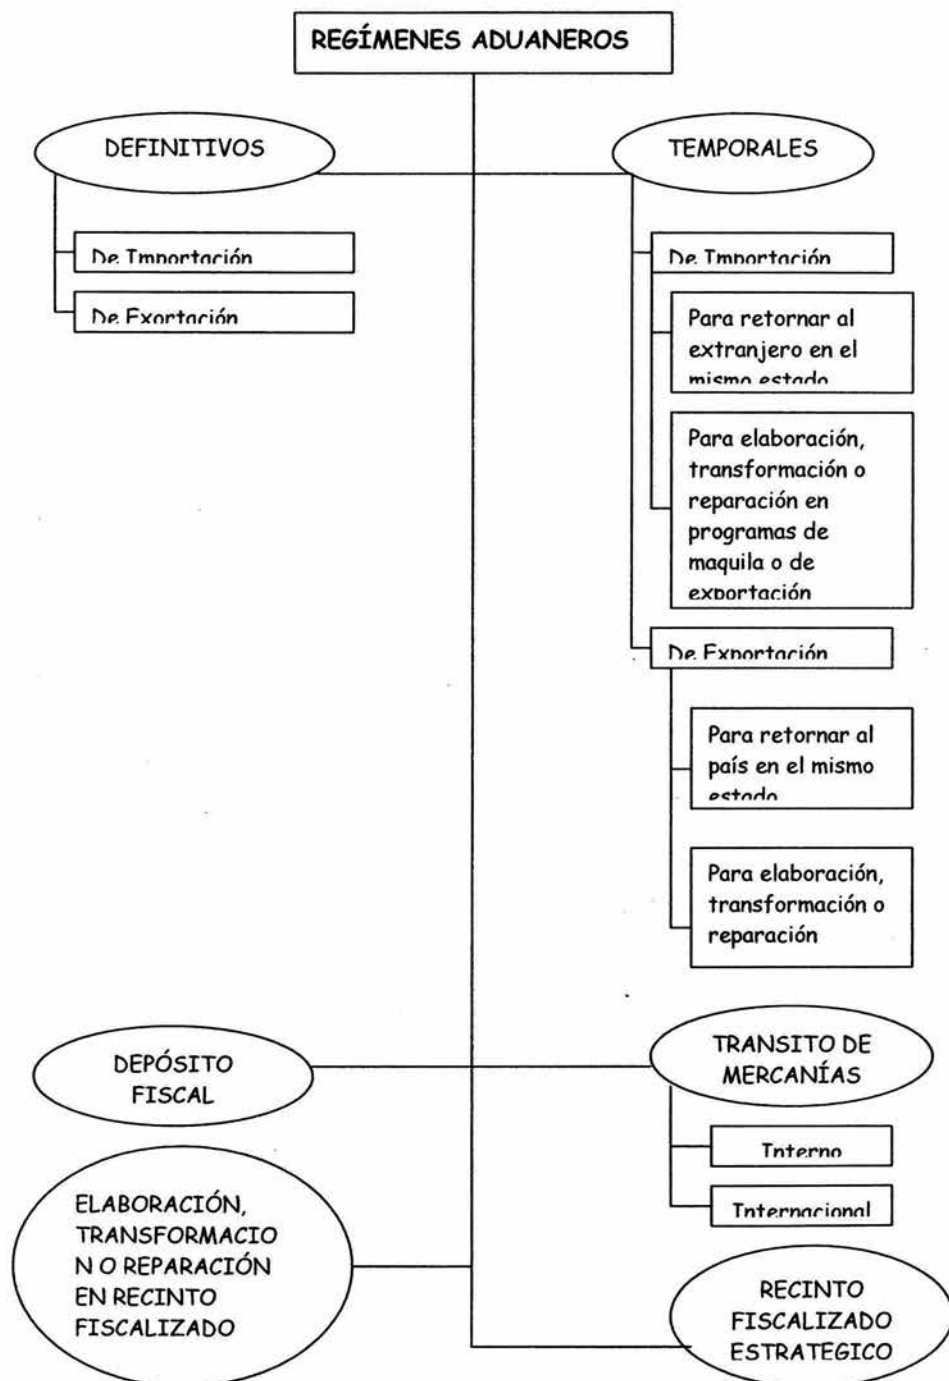 REGÍMENES ADUANEROS
DEFINITIVOS
De Importación
De Exortación
TEMPORALES
De Importación
Para retornar al
extranjero en el
mismo estado
Para elaboración,
transformación o
reparación en
programas de
maquila o de
exportación
De Exportación
Para retornar al
país en el mismo
estado
Para elaboración,
transformación o
reparación
DEPÓSITO
FISCAL
TRANSITO DE
MERCANÍAS
Interno
Internacional
ELABORACIÓN,
TRANSFORMACIO
N O REPARACIÓN
EN RECINTO
FISCALIZADO
RECINTO
FISCALIZADO
ESTRATEGICO